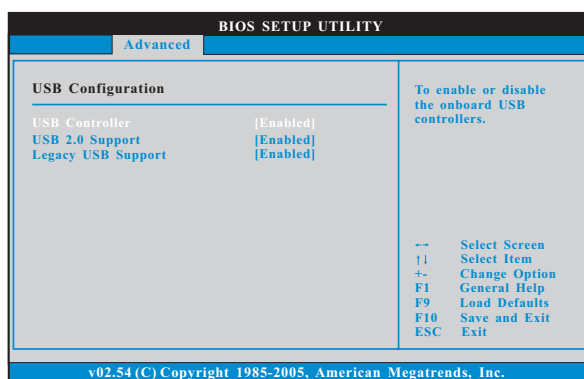 BIOS SETUP UTILITY
Advanced
USB Configuration
USB Controller [Enabled]
USB 2.0 Support [Enabled]
Legacy USB Support [Enabled]
To enable or disable
the onboard USB
controllers.
←→ Select Screen
↑↓ Select Item
+- Change Option
F1 General Help
F9 Load Defaults
F10 Save and Exit
ESC Exit
v02.54 (C) Copyright 1985-2005, American Megatrends, Inc.